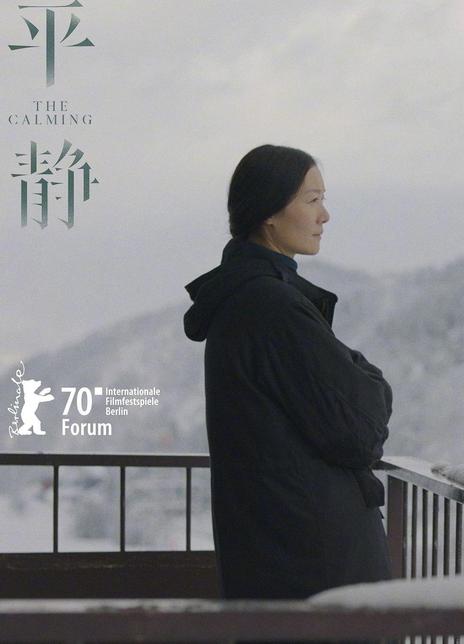 平
THE
CALMING
静
Berlinale
70
Internationale
Filmfestspiele
Berlin
Forum